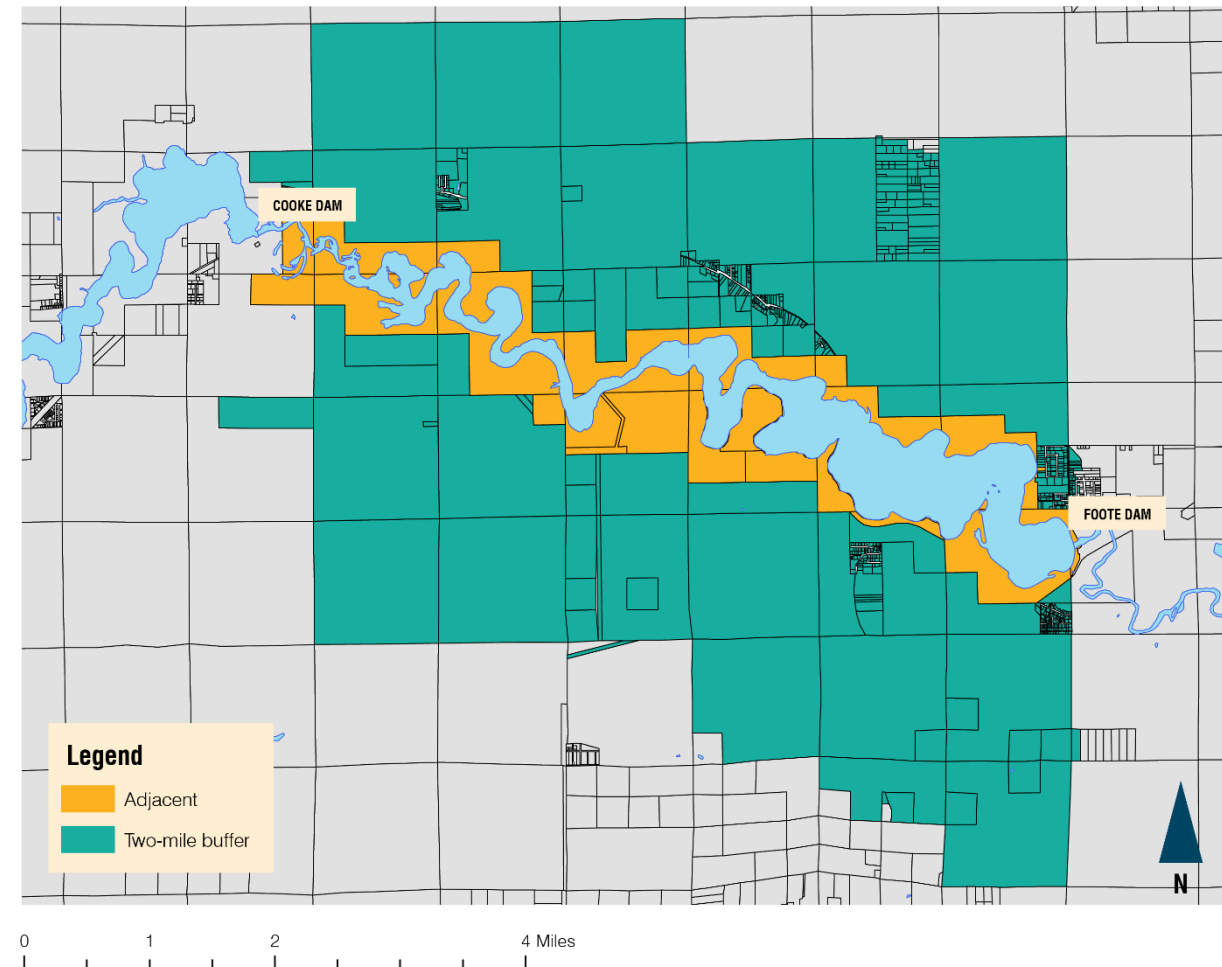 COOKE DAM
FOOTE DAM
Legend
Adjacent
Two-mile buffer
N
0 1 2 4 Miles